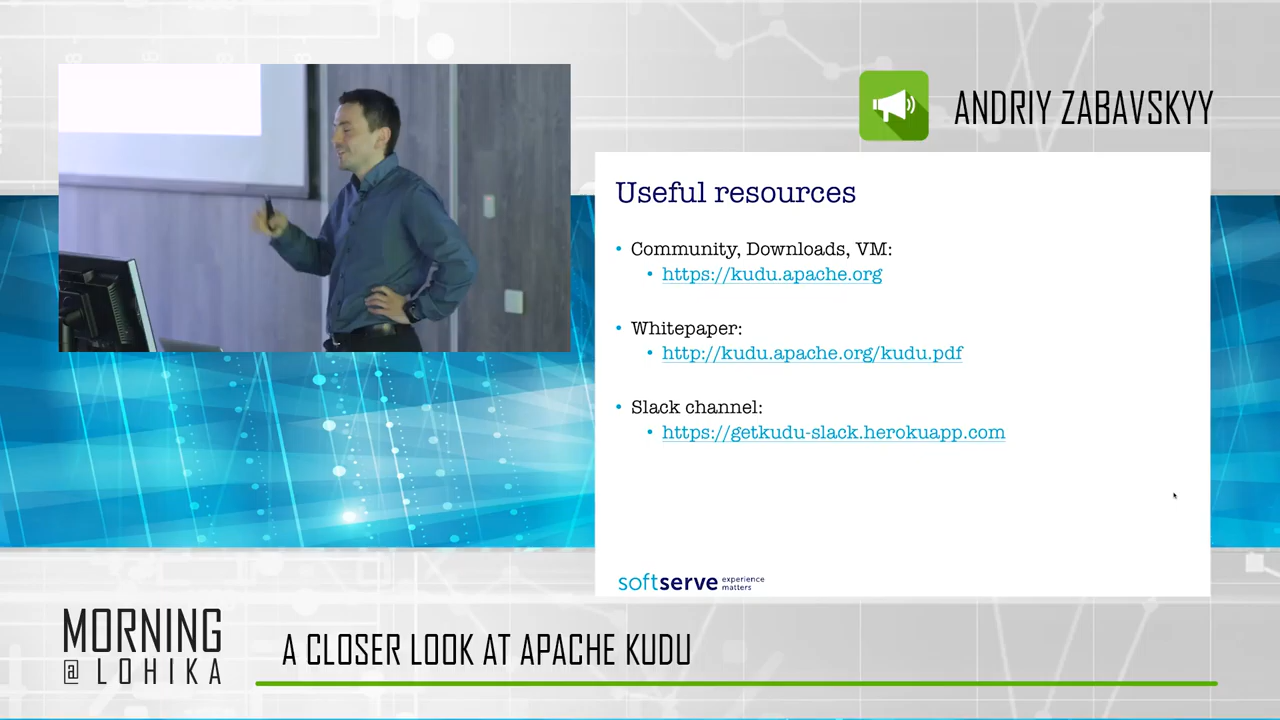 ANDRIY ZABAVSKYY
Useful resources
• Community, Downloads, VM:
• https://kudu.apache.org
• Whitepaper:
• http://kudu.apache.org/kudu.pdf
• Slack channel:
• https://getkudu-slack.herokuapp.com
softserve experience
matters
MORNING
@ LOHIKA
A CLOSER LOOK AT APACHE KUDU